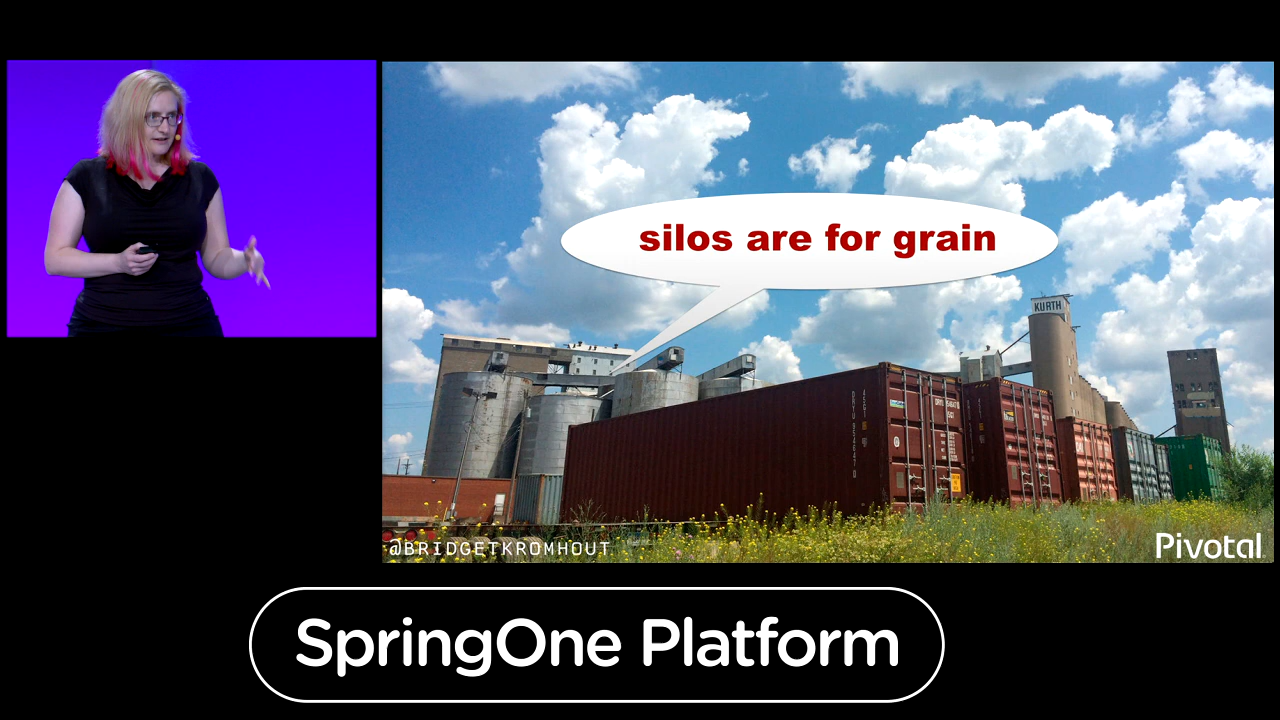 silos are for grain
KURTH
@BRIDGETKROMHOUT
Pivotal
SpringOne Platform